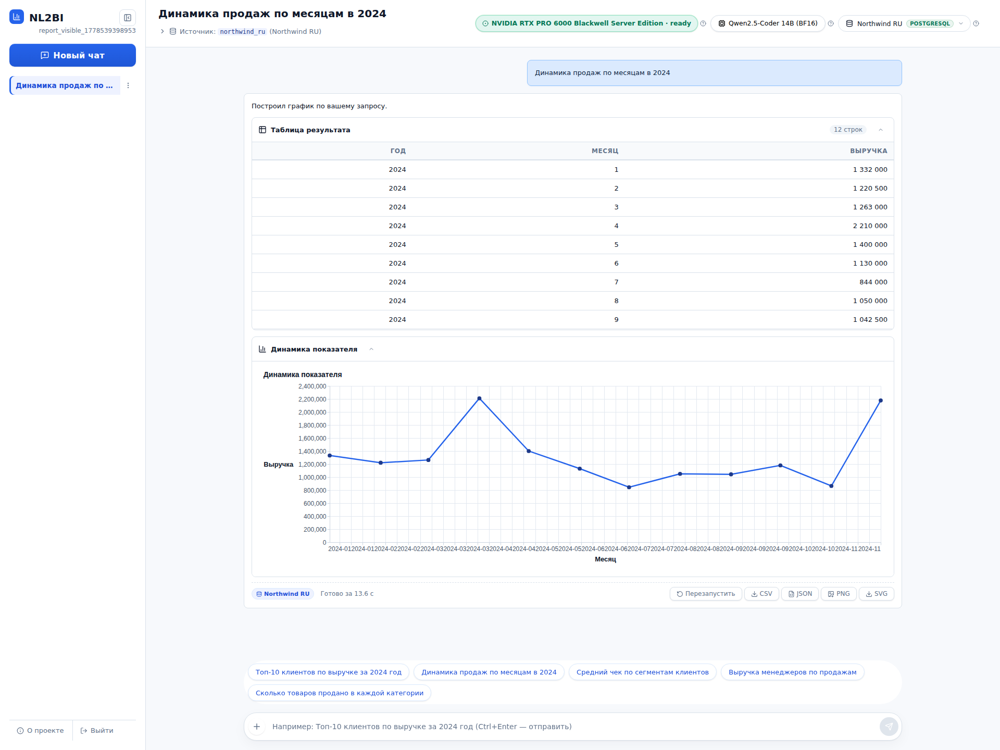 NL2BI
report_visible_1778539398953
Новый чат
Динамика продаж по ...
О проекте
Выйти
Динамика продаж по месяцам в 2024
Источник: northwind_ru (Northwind RU)
NVIDIA RTX PRO 6000 Blackwell Server Edition · ready
Qwen2.5-Coder 14B (BF16)
Northwind RU POSTGRESQL
Динамика продаж по месяцам в 2024
Построил график по вашему запросу.
Таблица результата 12 строк
ГОД МЕСЯЦ ВЫРУЧКА
2024 1 1 332 000
2024 2 1 220 500
2024 3 1 263 000
2024 4 2 210 000
2024 5 1 400 000
2024 6 1 130 000
2024 7 844 000
2024 8 1 050 000
2024 9 1 042 500
Динамика показателя
Динамика показателя
2,400,000
2,200,000
2,000,000
1,800,000
1,600,000
1,400,000
Выручка 1,200,000
1,000,000
800,000
600,000
400,000
200,000
0
2024-01 2024-01 2024-02 2024-02 2024-03 2024-03 2024-03 2024-04 2024-04 2024-05 2024-05 2024-06 2024-06 2024-07 2024-07 2024-08 2024-08 2024-09 2024-09 2024-09 2024-10 2024-10 2024-11 2024-11
Месяц
Northwind RU Готово за 13.6 с
Перезапустить CSV JSON PNG SVG
Топ-10 клиентов по выручке за 2024 год
Динамика продаж по месяцам в 2024
Средний чек по сегментам клиентов
Выручка менеджеров по продажам
Сколько товаров продано в каждой категории
Например: Топ-10 клиентов по выручке за 2024 год (Ctrl+Enter — отправить)